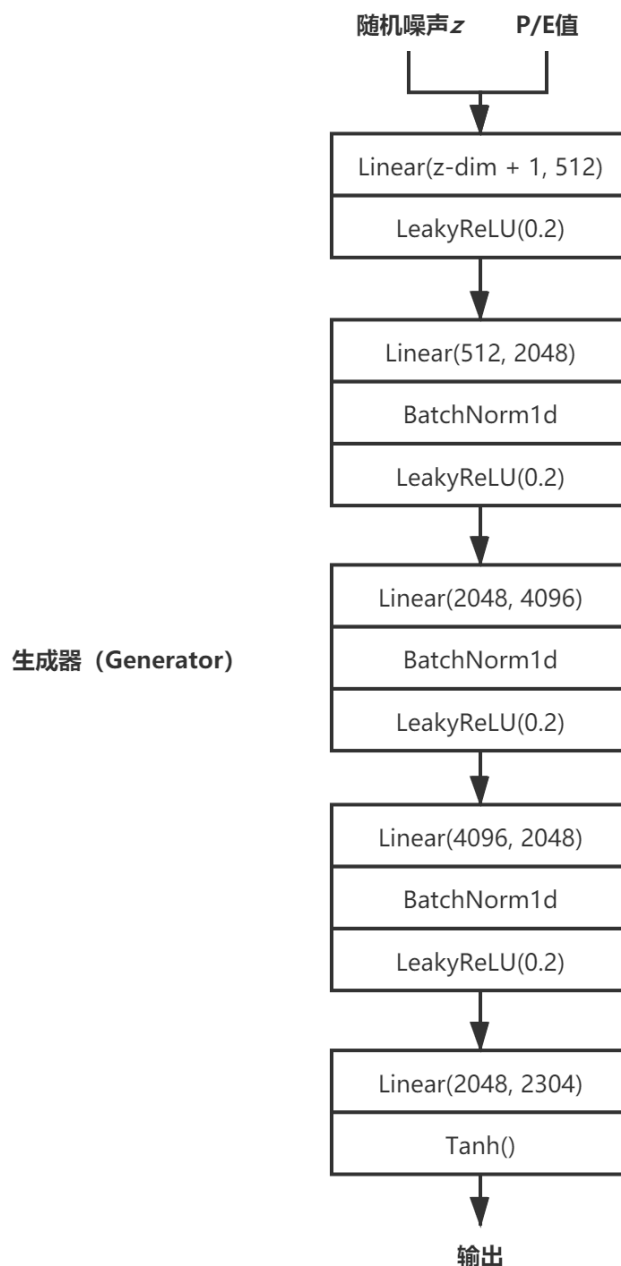 随机噪声z P/E值
Linear(z-dim + 1, 512)
LeakyReLU(0.2)
Linear(512, 2048)
BatchNorm1d
LeakyReLU(0.2)
Linear(2048, 4096)
生成器（Generator）
BatchNorm1d
LeakyReLU(0.2)
Linear(4096, 2048)
BatchNorm1d
LeakyReLU(0.2)
Linear(2048, 2304)
Tanh()
输出